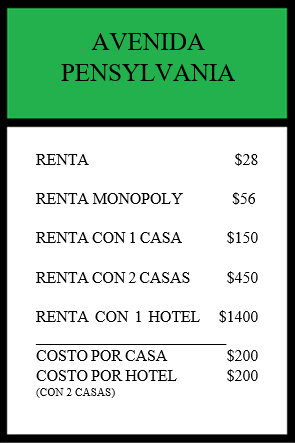 AVENIDA
PENSYLVANIA
RENTA $28
RENTA MONOPOLY $56
RENTA CON 1 CASA $150
RENTA CON 2 CASAS $450
RENTA CON 1 HOTEL $1400
COSTO POR CASA $200
COSTO POR HOTEL $200
(CON 2 CASAS)